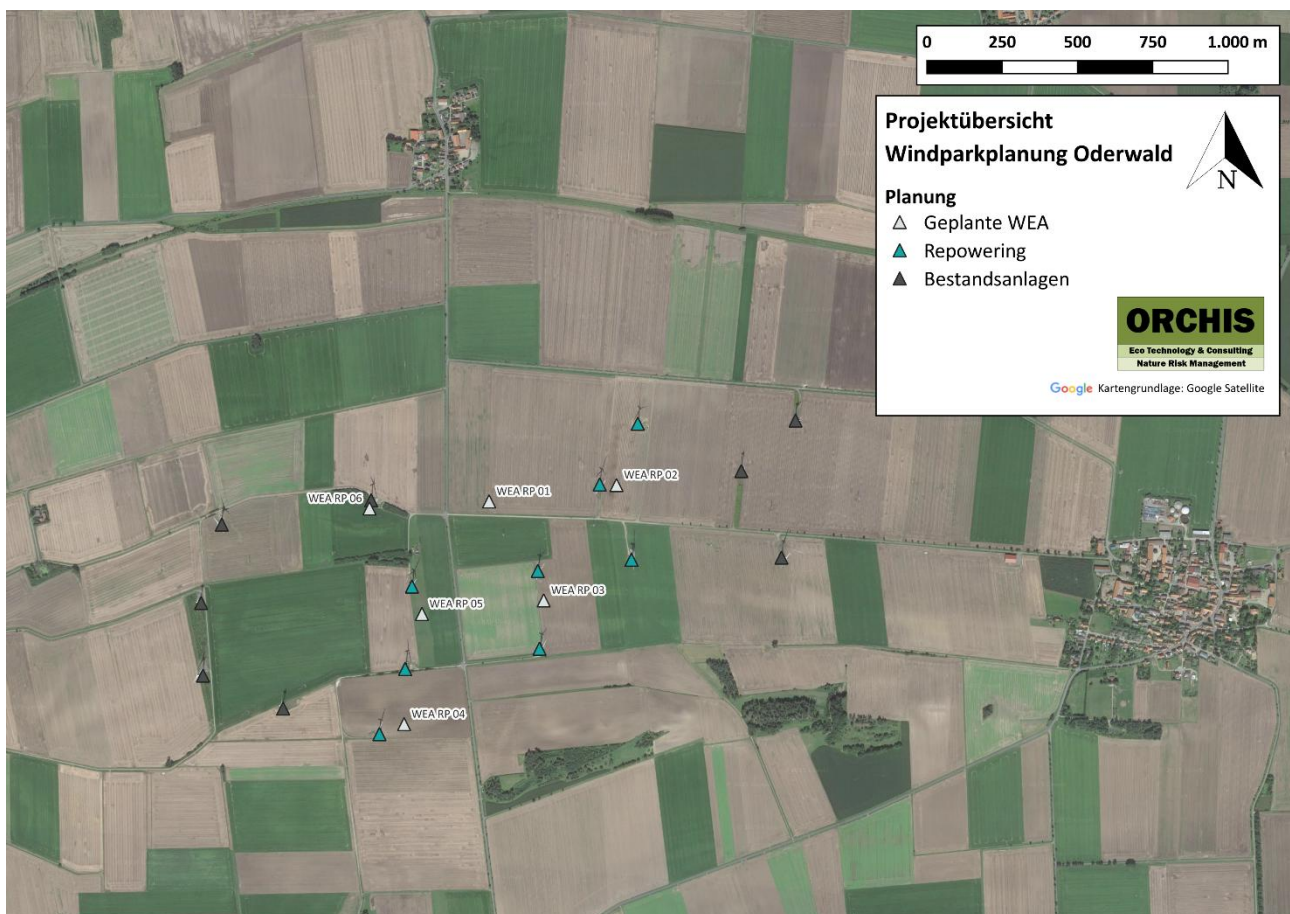 0 250 500 750 1.000 m
Projektübersicht
Windparkplanung Oderwald
N
Planung
Geplante WEA
Repowering
Bestandsanlagen
ORCHIS
Eco Technology & Consulting
Nature Risk Management
Google Kartengrundlage: Google Satellite
WEA RP 02
WEA RP 01
WEA RP 06
WEA RP 03
WEA RP 05
WEA RP 04